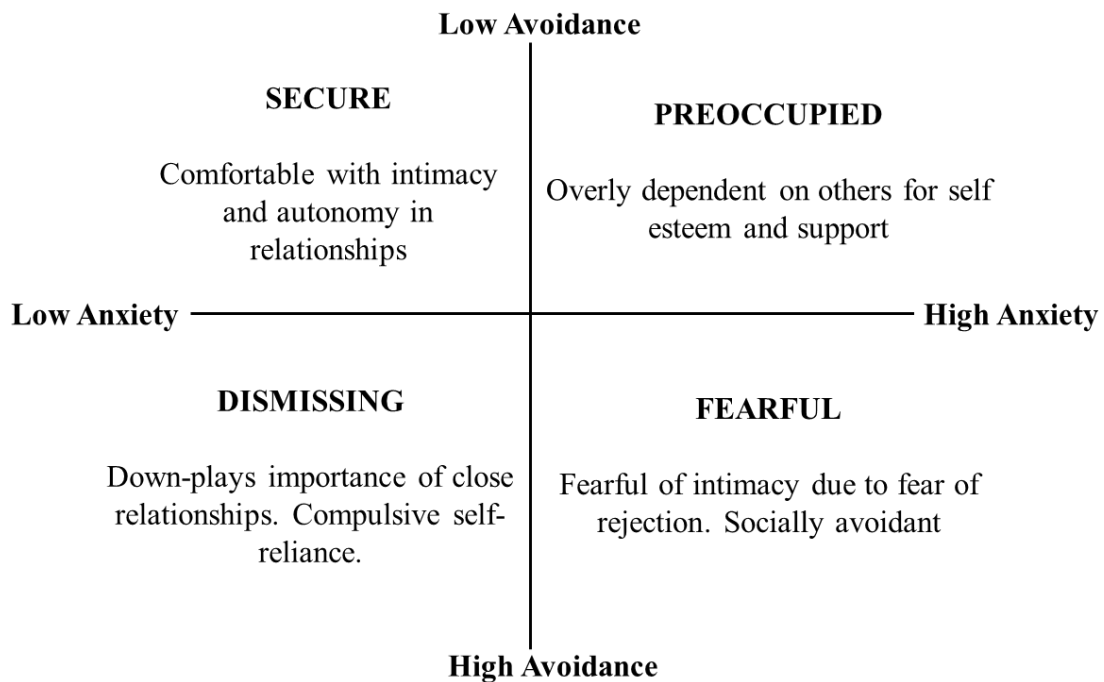 Low Avoidance
SECURE
Comfortable with intimacy
and autonomy in
relationships
PREOCCUPIED
Overly dependent on others for self
esteem and support
Low Anxiety
High Anxiety
DISMISSING
Down-plays importance of close
relationships. Compulsive self-
reliance.
FEARFUL
Fearful of intimacy due to fear of
rejection. Socially avoidant
High Avoidance